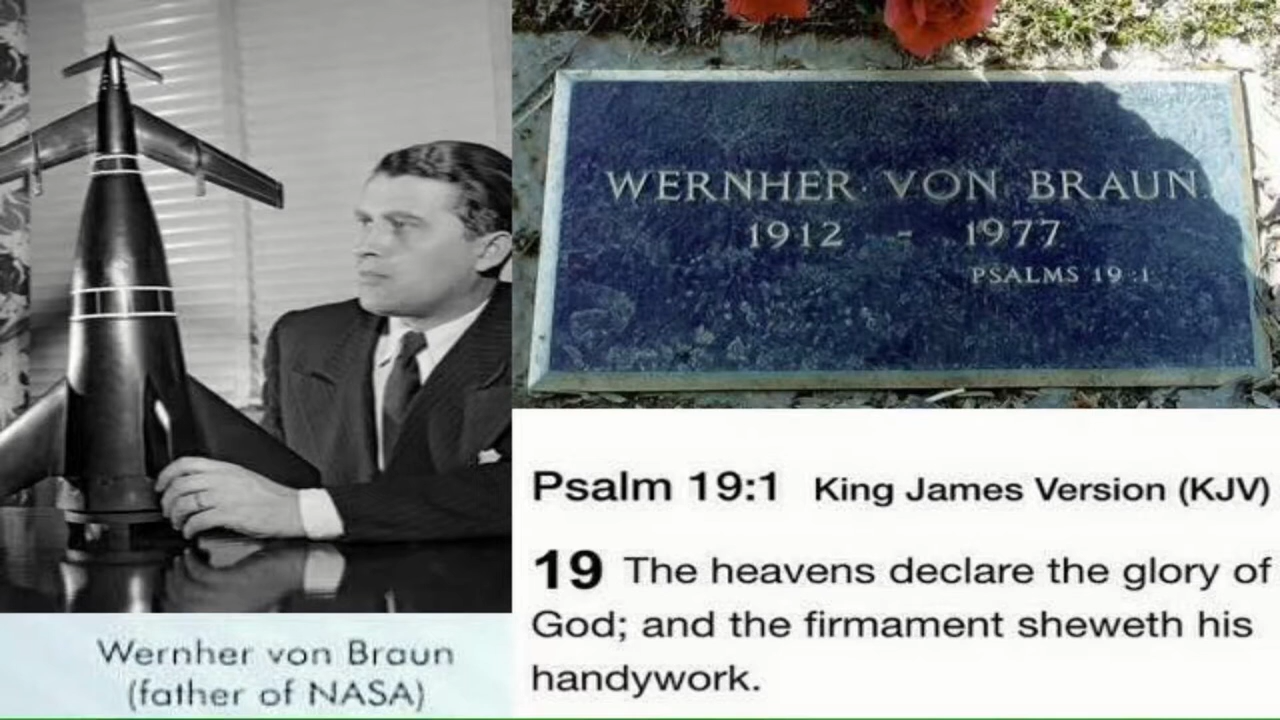 WERNHER VON BRAUN
1912 - 1977
PSALMS 19:1
Psalm 19:1 King James Version (KJV)
19 The heavens declare the glory of
God; and the firmament sheweth his
handywork.
Wernher von Braun
(father of NASA)